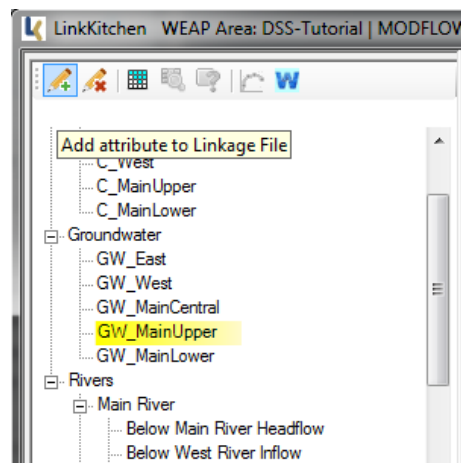 LinkKitchen WEAP Area: DSS-Tutorial | MODFLOW
W
Add attribute to Linkage File
C_West
C_MainUpper
C_MainLower
Groundwater
GW_East
GW_West
GW_MainCentral
GW_MainUpper
GW_MainLower
Rivers
Main River
Below Main River Headflow
Below West River Inflow